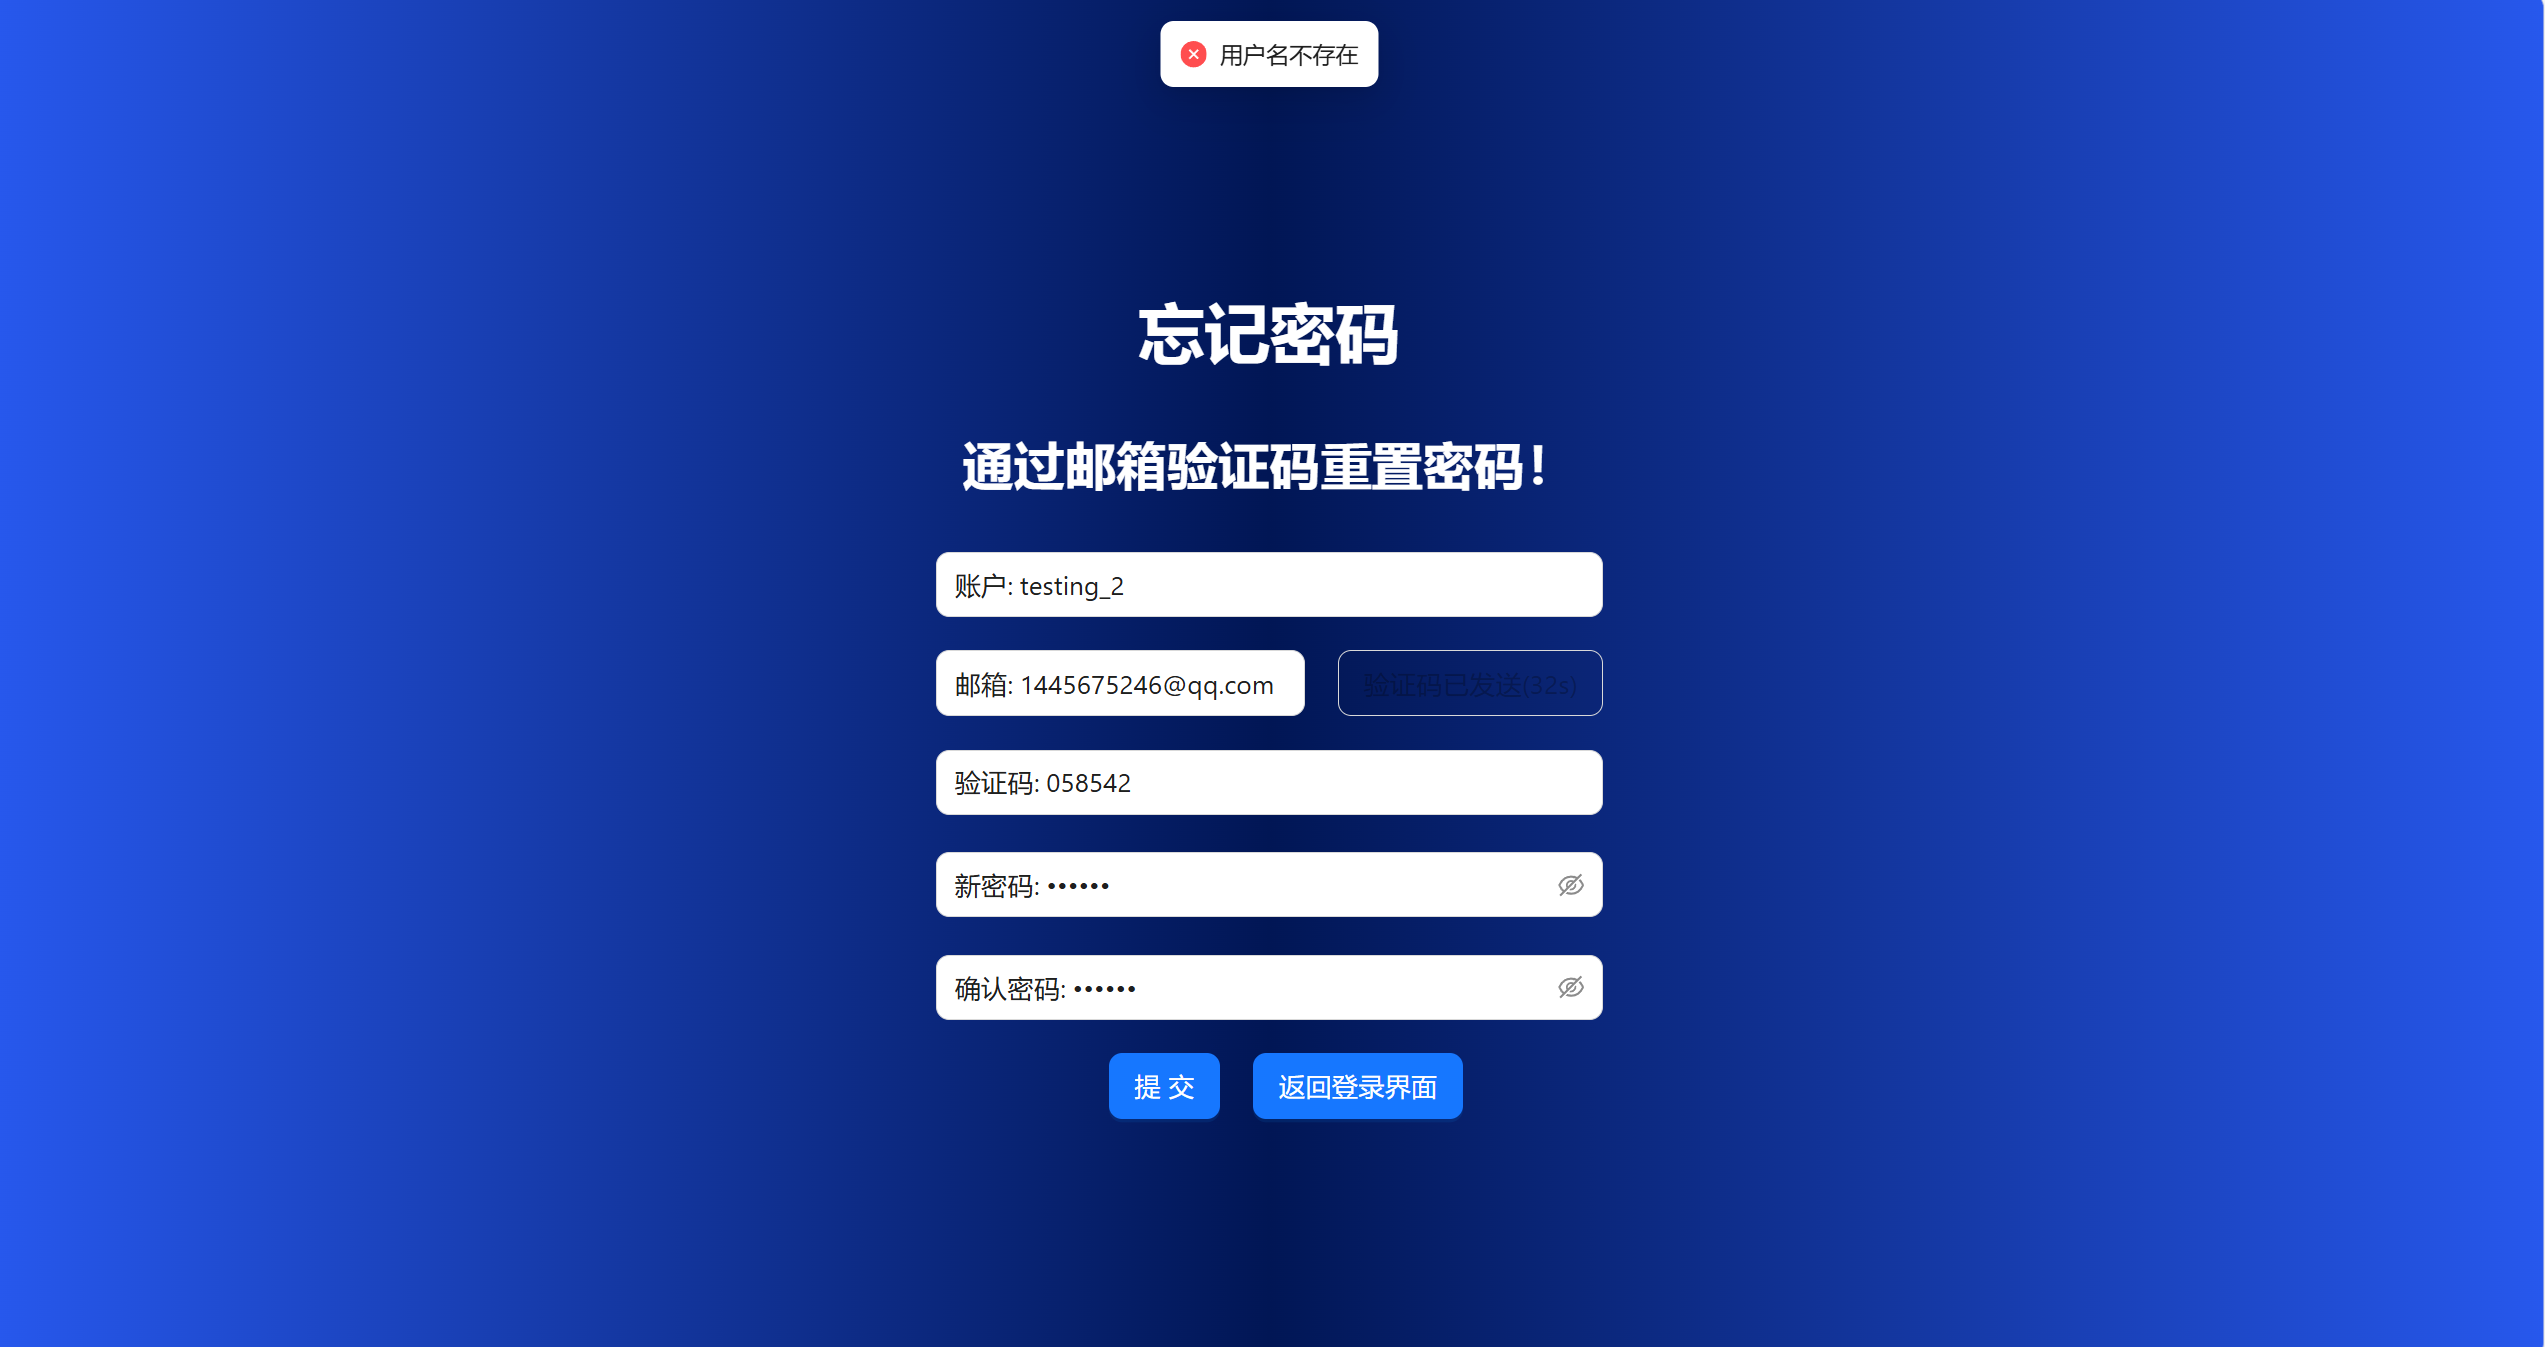 用户名不存在
忘记密码
通过邮箱验证码重置密码！
账户: testing_2
邮箱: 1445675246@qq.com
验证码已发送(32s)
验证码: 058542
新密码: ••••••
确认密码: ••••••
提 交
返回登录界面